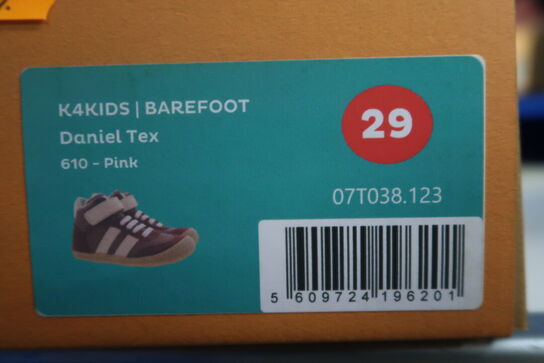 K4KIDS | BAREFOOT
Daniel Tex
610 - Pink
29
07T038.123
5 609724 196201